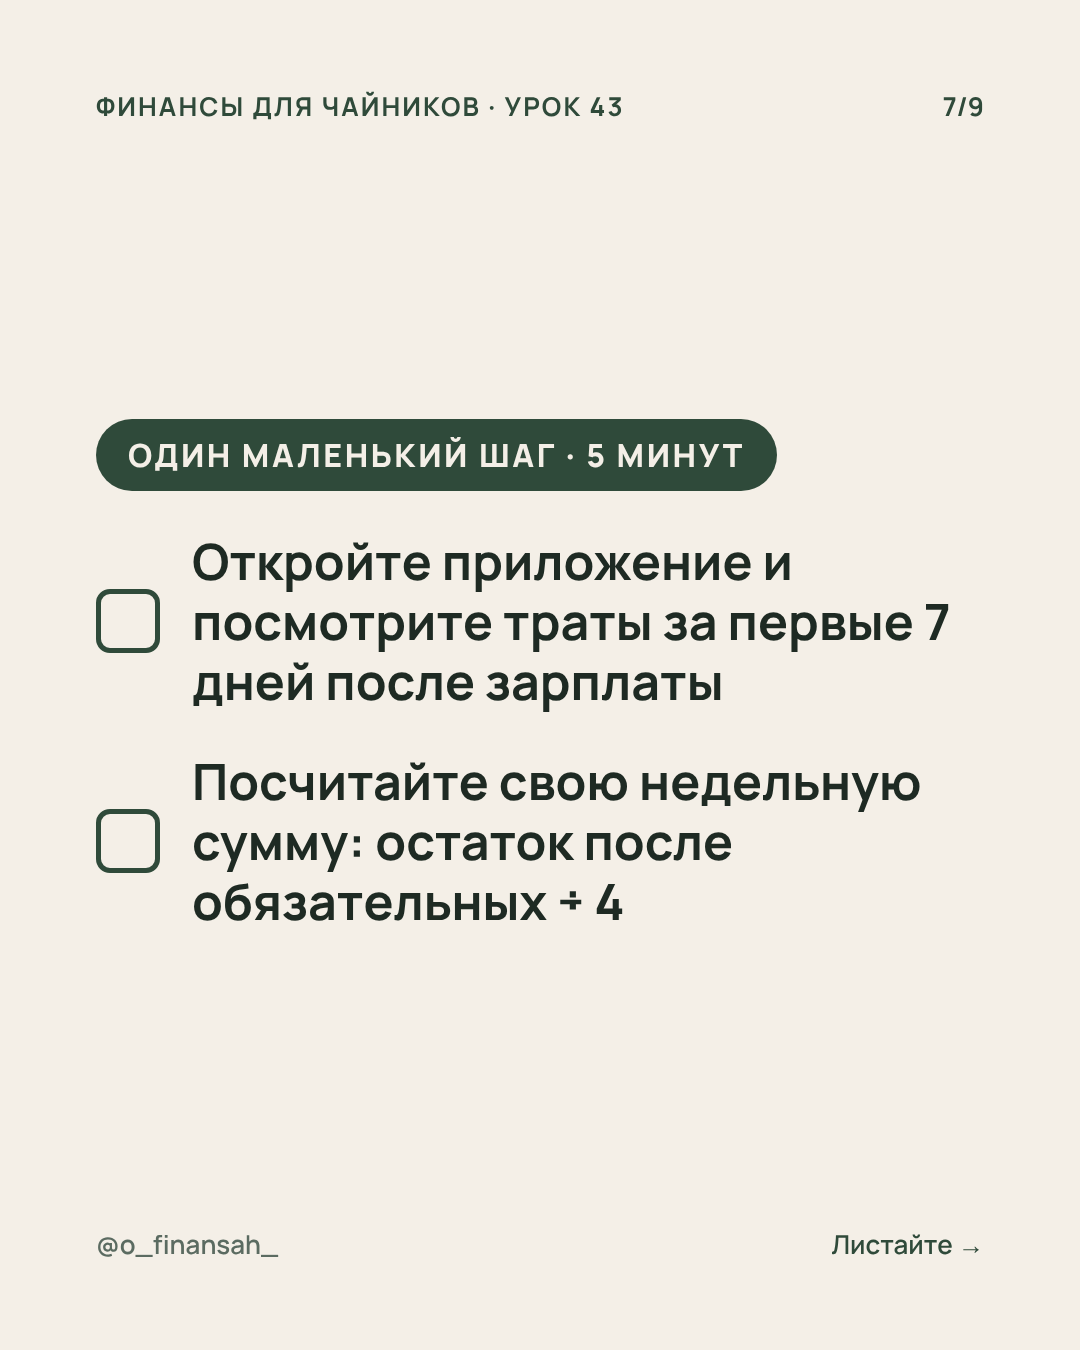 ФИНАНСЫ ДЛЯ ЧАЙНИКОВ · УРОК 43
7/9
ОДИН МАЛЕНЬКИЙ ШАГ · 5 МИНУТ
Откройте приложение и
посмотрите траты за первые 7
дней после зарплаты
Посчитайте свою недельную
сумму: остаток после
обязательных ÷ 4
@o_finansah_
Листайте →